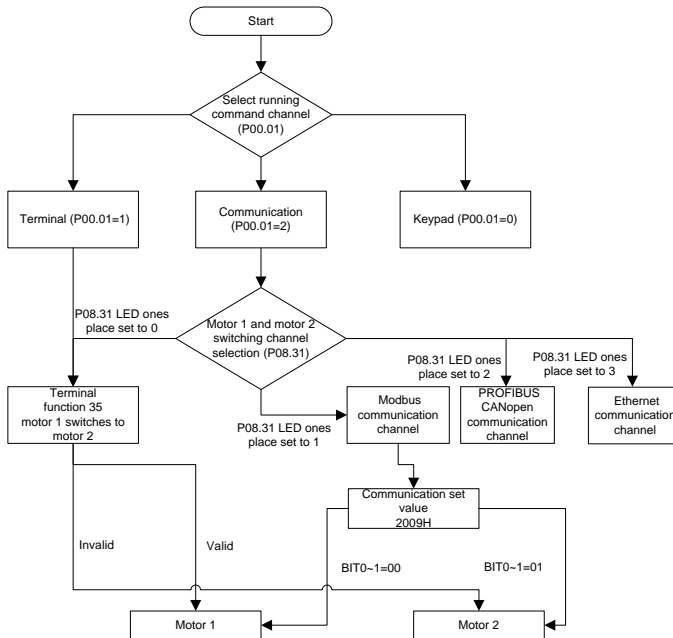 Start
Select running
command channel
(P00.01)
Terminal (P00.01=1)
Communication
(P00.01=2)
Keypad (P00.01=0)
P08.31 LED ones
place set to 0
Motor 1 and motor 2
switching channel
selection (P08.31)
P08.31 LED ones
place set to 2
P08.31 LED ones
place set to 3
Terminal
function 35
motor 1 switches to
motor 2
P08.31 LED ones
place set to 1
Modbus
communication
channel
PROFIBUS
CANopen
communication
channel
Ethernet
communication
channel
Communication set
value
2009H
Invalid
Valid
BIT0~1=00
BIT0~1=01
Motor 1
Motor 2